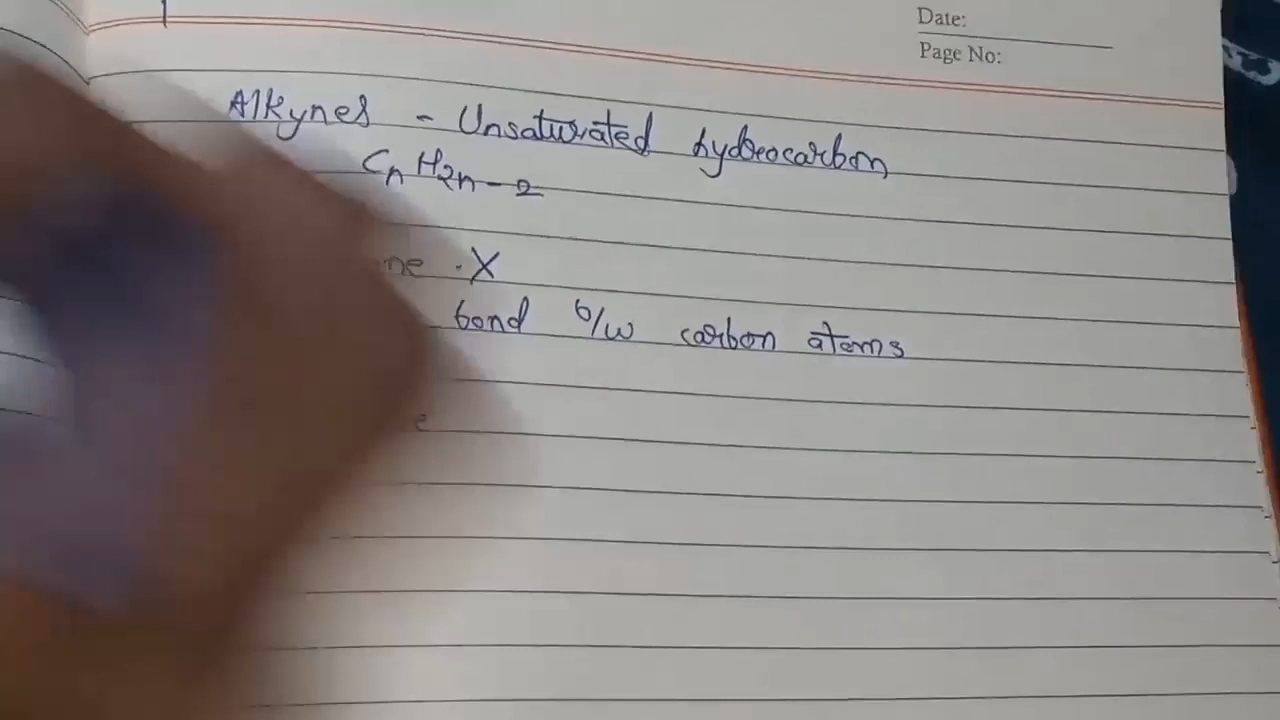 Date:
Page No:
Alkynes - Unsaturated hydrocarbon
CnH2n-2
ne . X
bond b/w carbon atoms
e